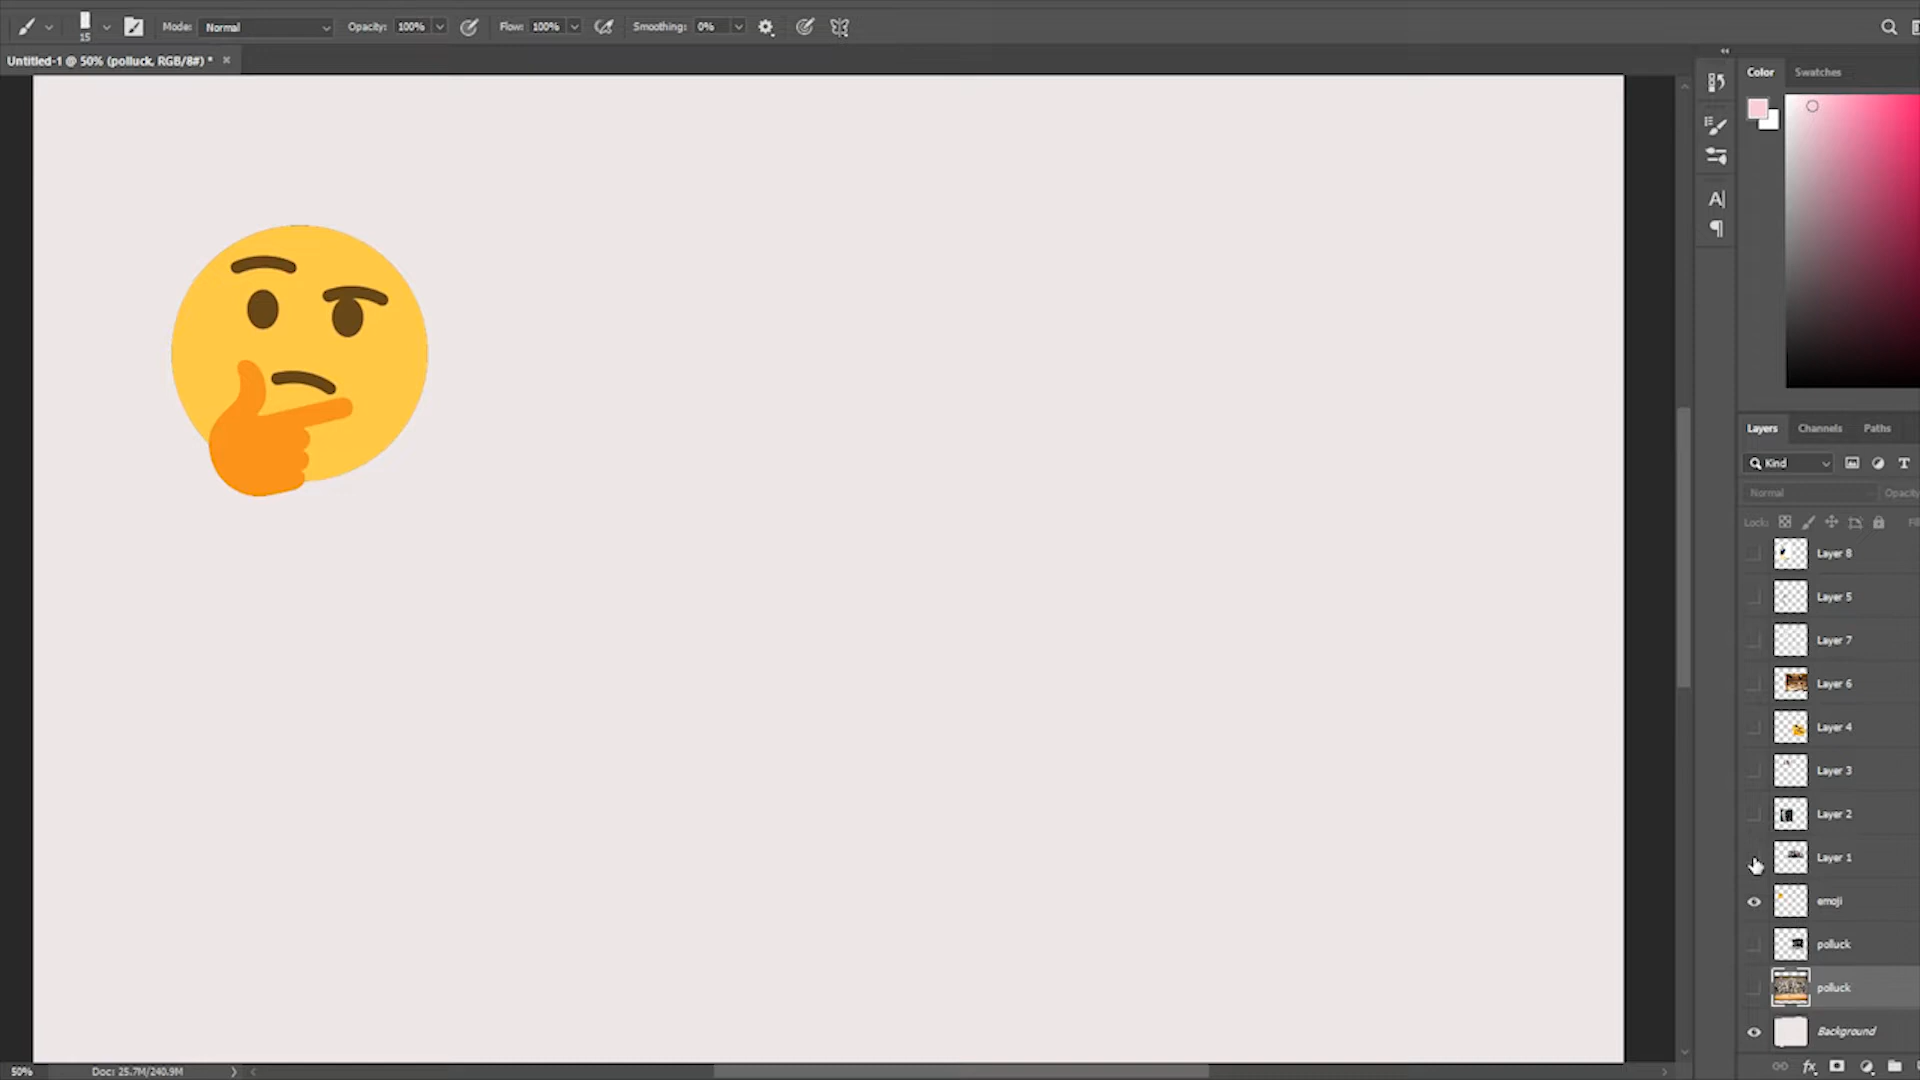 15
Mode: Normal
Opacity: 100%
Flow: 100%
Smoothing: 0%
Untitled-1 @ 50% (polluck, RGB/8#) *
Color
Swatches
A
Layers
Channels
Paths
Kind
T
Normal
Opacity
Lock:
Layer 8
Layer 5
Layer 7
Layer 6
Layer 4
Layer 3
Layer 2
Layer 1
emoji
polluck
polluck
Background
fx
50%
Doc: 25.7M/240.9M